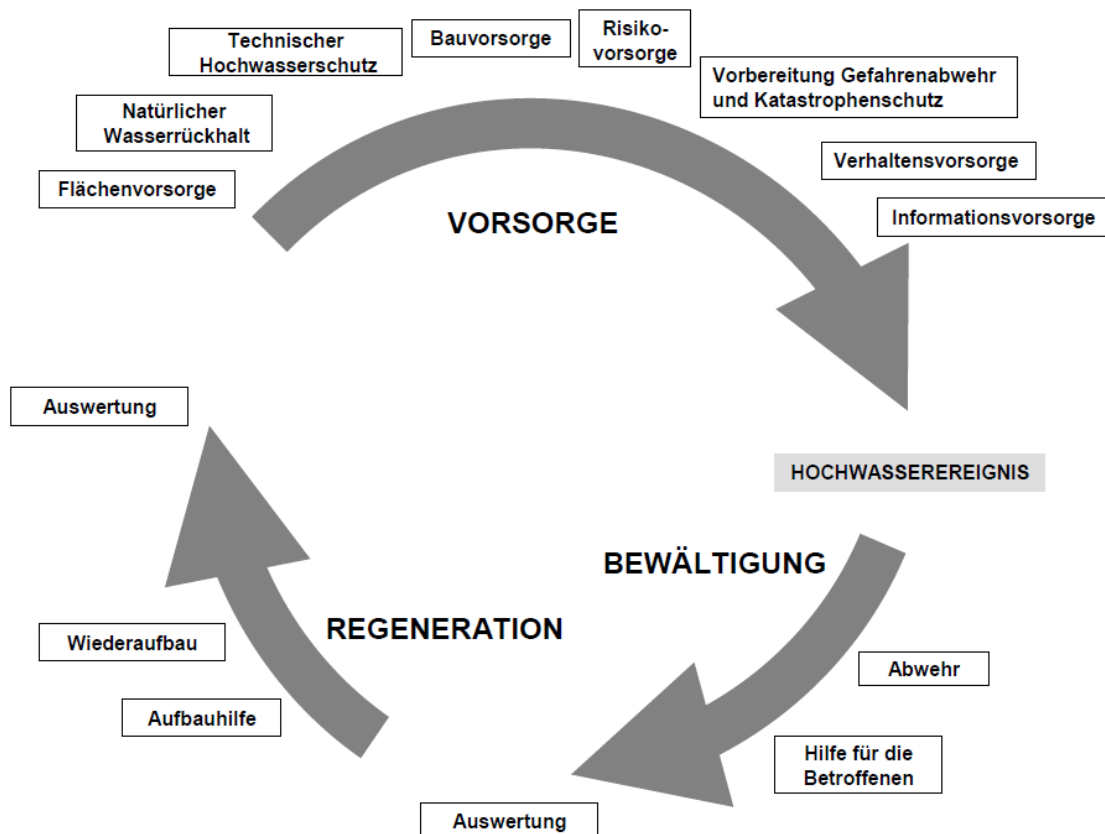 Technischer
Hochwasserschutz
Bauvorsorge
Risiko-
vorsorge
Vorbereitung Gefahrenabwehr
und Katastrophenschutz
Natürlicher
Wasserrückhalt
Verhaltensvorsorge
Flächenvorsorge
Informationsvorsorge
VORSORGE
Auswertung
HOCHWASSEREREIGNIS
BEWÄLTIGUNG
REGENERATION
Wiederaufbau
Abwehr
Aufbauhilfe
Hilfe für die
Betroffenen
Auswertung